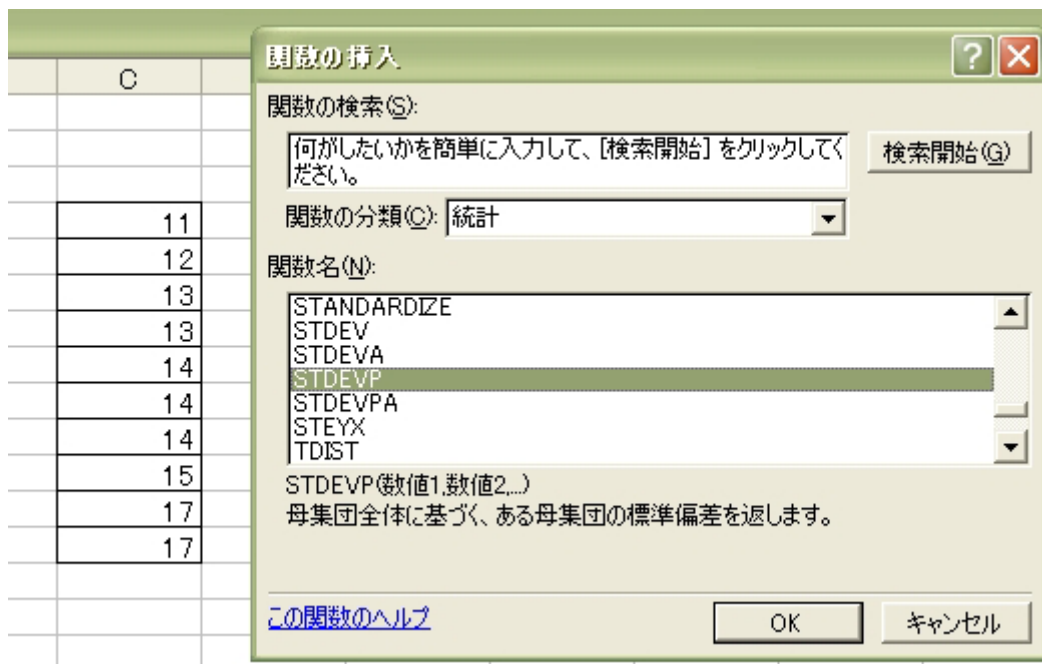 C
11
12
13
13
14
14
14
15
17
17
関数の挿入
関数の検索(S):
何がしたいかを簡単に入力して、[検索開始] をクリックしてく
ださい。
検索開始(G)
関数の分類(C): 統計
関数名(N):
STANDARDIZE
STDEV
STDEVA
STDEVP
STDEVPA
STEYX
TDIST
STDEVP(数値1,数値2,...)
母集団全体に基づく、ある母集団の標準偏差を返します。
この関数のヘルプ
OK
キャンセル